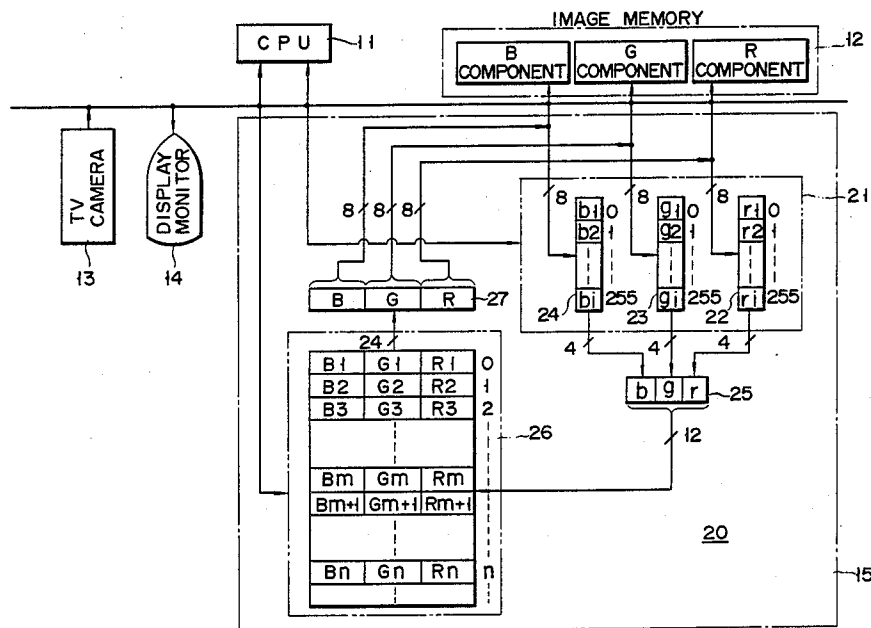 IMAGE MEMORY
CPU 11
B COMPONENT G COMPONENT R COMPONENT 12
TV CAMERA
DISPLAY MONITOR
13
14
8 8 8
8 8 8
21
b1 0 g1 0 r1 0
b2 1 g2 1 r2 1
bi 255 gi 255 ri 255
24 23 22
B G R 27
24
4 4 4
b g r 25
12
B1 G1 R1 0
B2 G2 R2 1
B3 G3 R3 2
26
Bm Gm Rm
Bm+1 Gm+1 Rm+1
Bn Gn Rn n
20
15